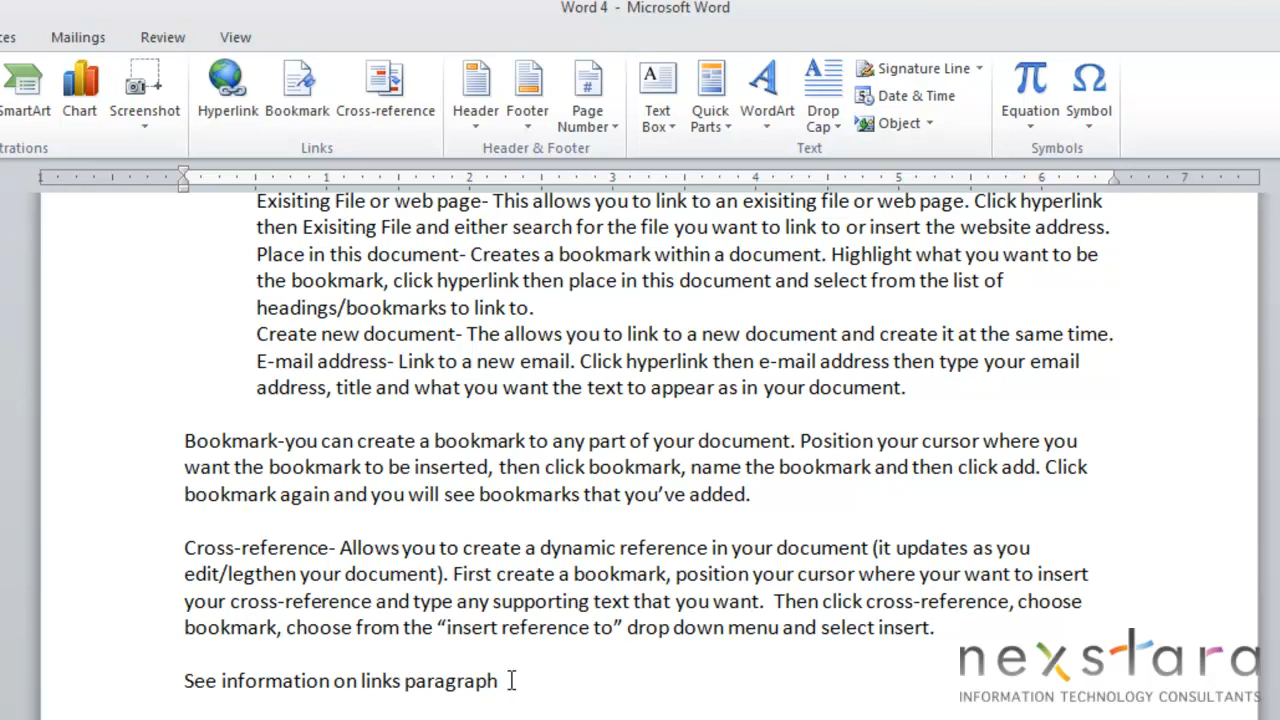 Word 4 - Microsoft Word
ces Mailings Review View
SmartArt Chart Screenshot Hyperlink Bookmark Cross-reference Header Footer Page Number Text Box Quick Parts WordArt Drop Cap Signature Line Date & Time Object Equation Symbol
trations Links Header & Footer Text Symbols
1 1 2 3 4 5 6 7
Exisiting File or web page- This allows you to link to an exisiting file or web page. Click hyperlink
then Exisiting File and either search for the file you want to link to or insert the website address.
Place in this document- Creates a bookmark within a document. Highlight what you want to be
the bookmark, click hyperlink then place in this document and select from the list of
headings/bookmarks to link to.
Create new document- The allows you to link to a new document and create it at the same time.
E-mail address- Link to a new email. Click hyperlink then e-mail address then type your email
address, title and what you want the text to appear as in your document.
Bookmark-you can create a bookmark to any part of your document. Position your cursor where you
want the bookmark to be inserted, then click bookmark, name the bookmark and then click add. Click
bookmark again and you will see bookmarks that you’ve added.
Cross-reference- Allows you to create a dynamic reference in your document (it updates as you
edit/legthen your document). First create a bookmark, position your cursor where your want to insert
your cross-reference and type any supporting text that you want.  Then click cross-reference, choose
bookmark, choose from the “insert reference to” drop down menu and select insert.
See information on links paragraph
nexstara
INFORMATION TECHNOLOGY CONSULTANTS